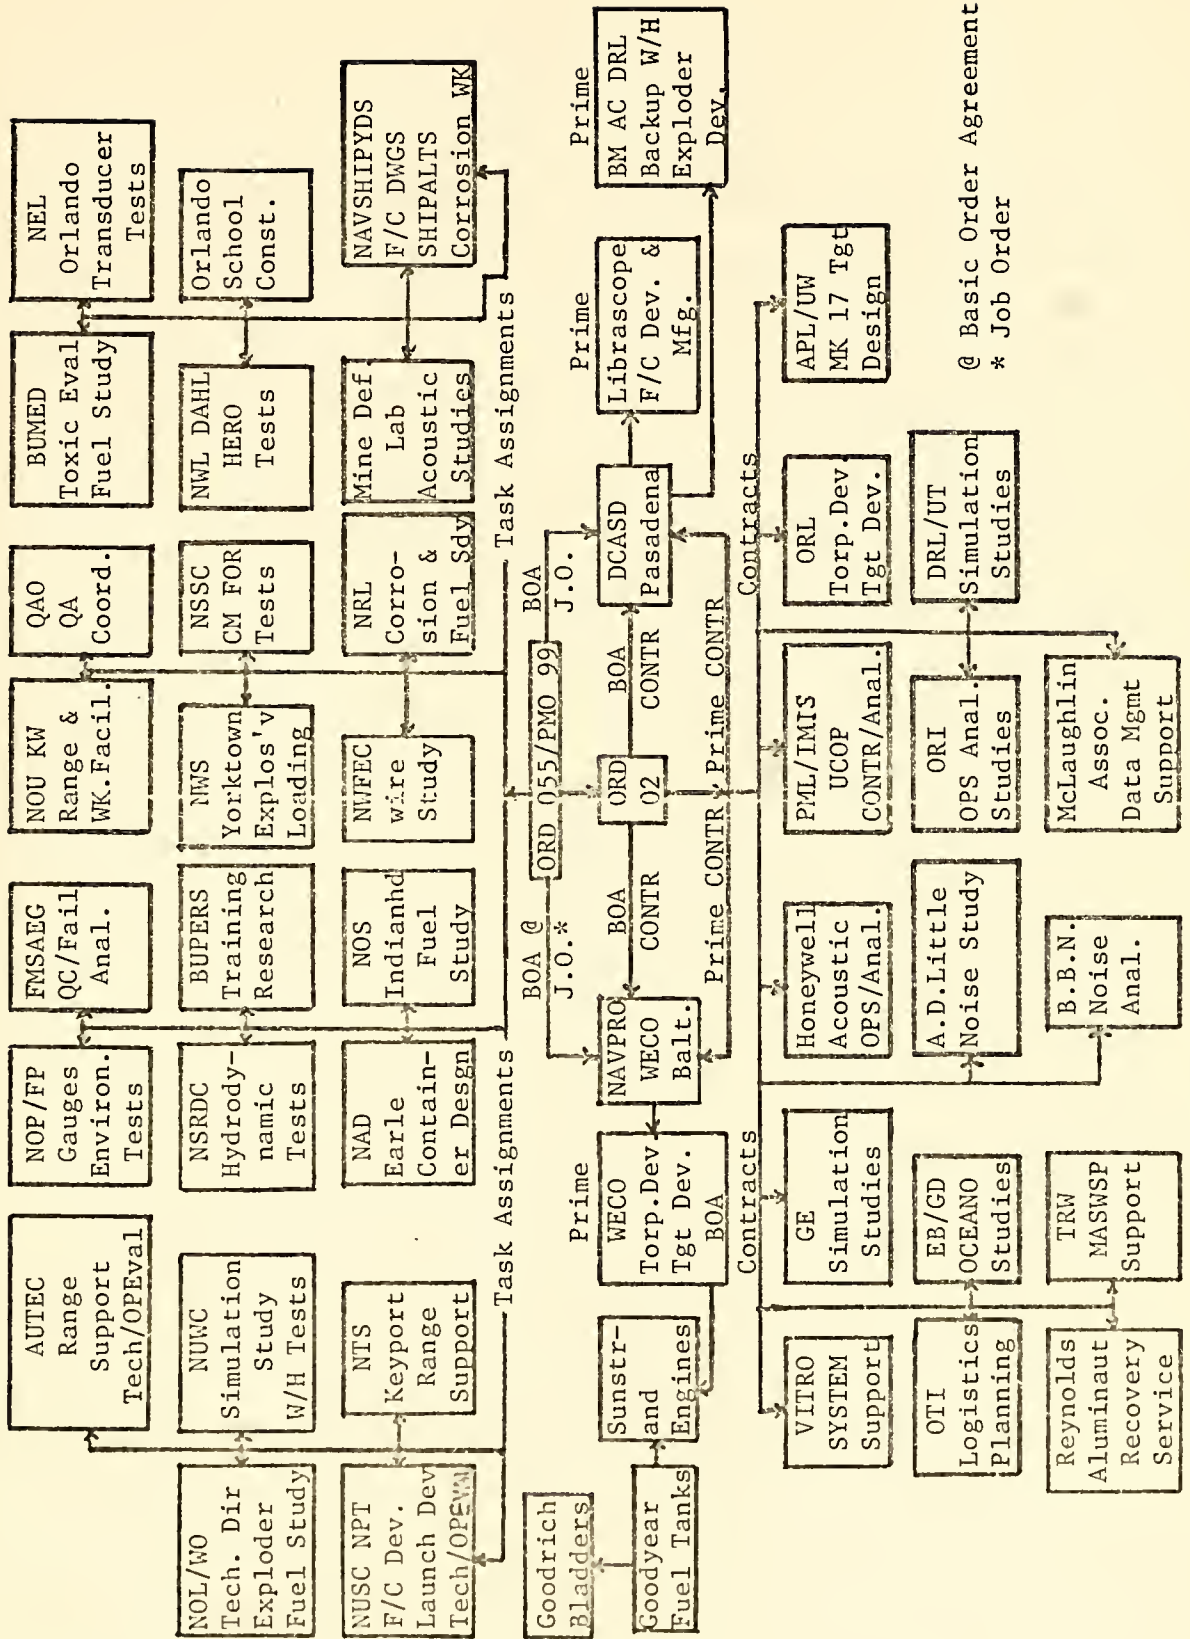 AUTEC
Range
Support
Tech/OPEval
NOP/FP
Gauges
Environ.
Tests
FMSAEG
QC/Fail
Anal.
NOU KW
Range &
WK.Facil.
QAO
QA
Coord.
BUMED
Toxic Eval
Fuel Study
NEL
Orlando
Transducer
Tests
NOL/WO
Tech. Dir
Exploder
Fuel Study
NUWC
Simulation
Study
W/H Tests
NSRDC
Hydrody-
namic
Tests
BUPERS
Training
Research
NWS
Yorktown
Explos'v
Loading
NSSC
CM FOR
Tests
NWL DAHL
HERO
Tests
Orlando
School
Const.
NUSC NPT
F/C Dev.
Launch Dev
Tech/OPEVAL
NTS
Keyport
Range
Support
NAD
Earle
Contain-
er Desgn
NOS
Indianhd
Fuel
Study
NWFEC
wire
Study
NRL
Corro-
sion &
Fuel Sdy
Mine Def.
Lab
Acoustic
Studies
NAVSHIPYDS
F/C DWGS
SHIPALTS
Corrosion WK
Task Assignments
Task Assignments
BOA @
J.O.*
ORD 055/PMO 99
BOA
J.O.
Goodrich
Bladders
Goodyear
Fuel Tanks
Sunstr-
and
Engines
Prime
WECO
Torp.Dev
Tgt Dev.
BOA
NAVPRO
WECO
Balt.
BOA
CONTR
ORD
02
BOA
CONTR
DCASD
Pasadena
Prime
Librascope
F/C Dev. &
Mfg.
Prime
BM AC DRL
Backup W/H
Exploder
Dev.
Prime CONTR
Prime CONTR
Contracts
Contracts
VITRO
SYSTEM
Support
GE
Simulation
Studies
Honeywell
Acoustic
OPS/Anal.
PML/IMIS
UCOP
CONTR/Anal.
ORL
Torp.Dev
Tgt Dev.
APL/UW
MK 17 Tgt
Design
OTI
Logistics
Planning
EB/GD
OCEANO
Studies
A.D.Little
Noise Study
ORI
OPS Anal.
Studies
DRL/UT
Simulation
Studies
Reynolds
Aluminaut
Recovery
Service
TRW
MASWSP
Support
B.B.N.
Noise
Anal.
McLaughlin
Assoc.
Data Mgmt
Support
@ Basic Order Agreement
* Job Order